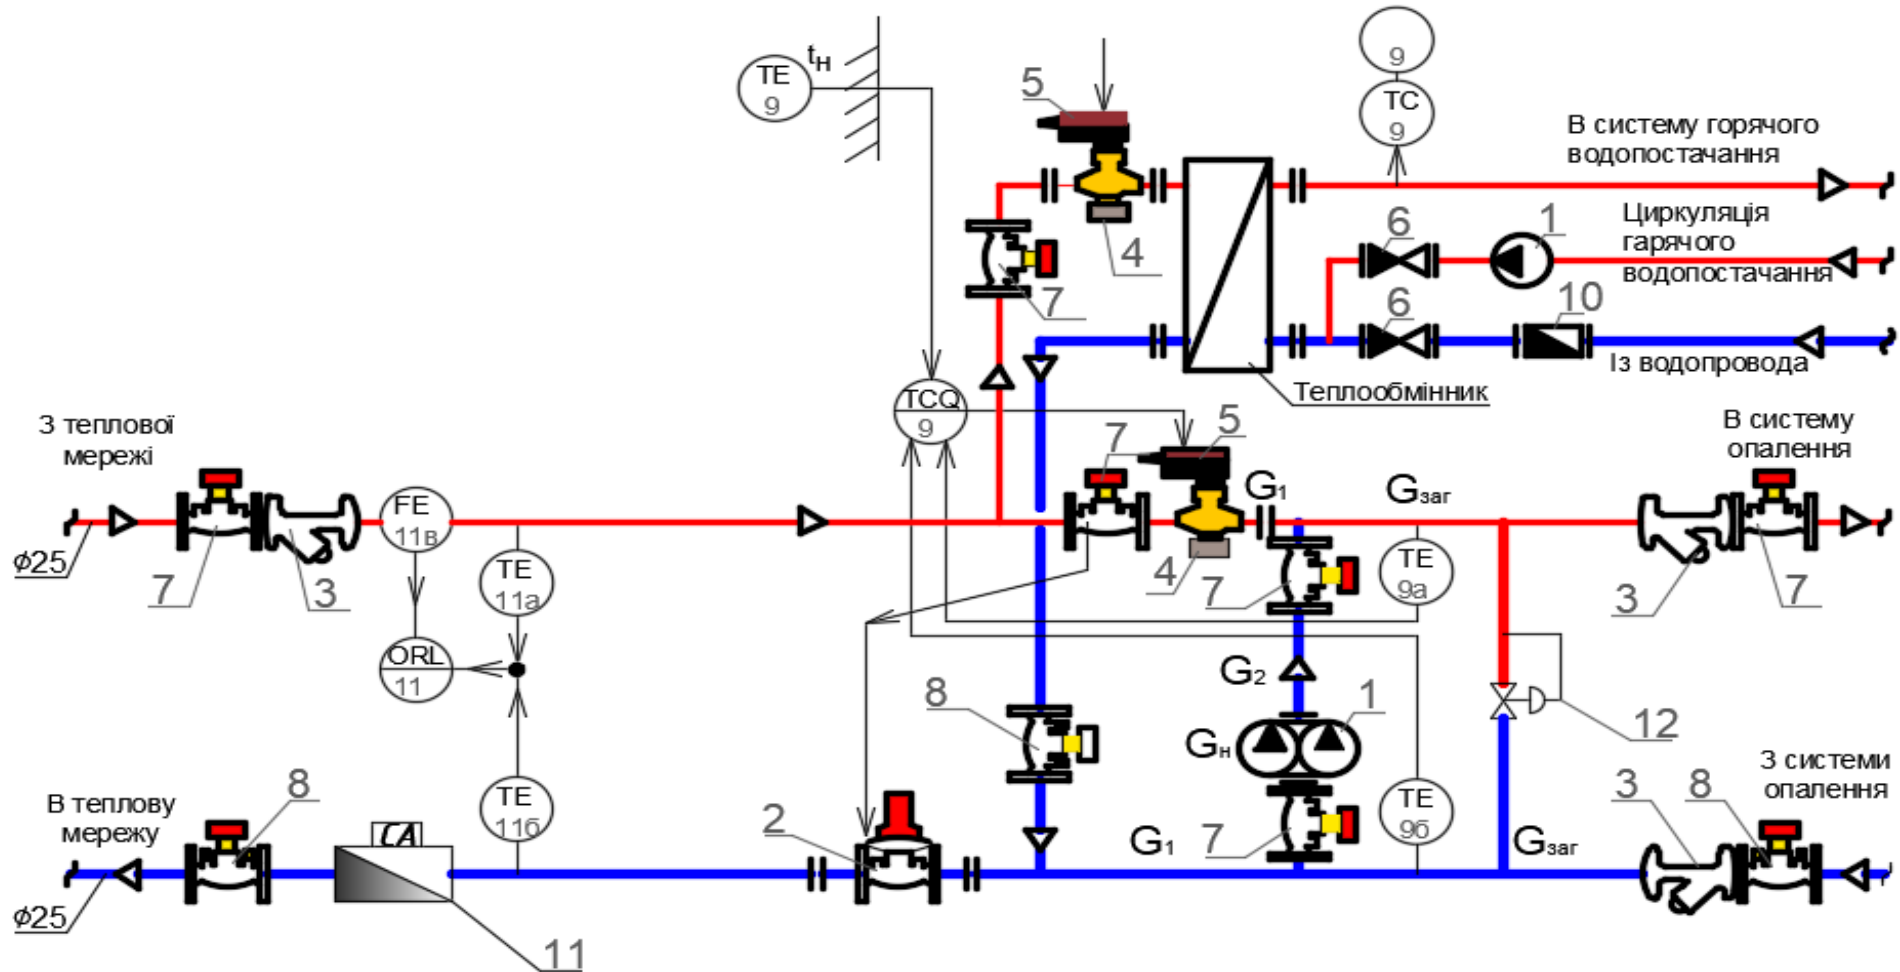 9
TE
9
tн
5
TC
9
В систему горячого
водопостачання
Циркуляція
гарячого
водопостачання
6
1
4
7
6
10
Із водопровода
Теплообмінник
TCQ
9
З теплової
мережі
7
5
В систему
опалення
G₁
Gзаг
FE
11в
ϕ25
7
3
TE
11а
4
7
TE
9а
3
7
ORL
11
G₂
8
1
Gн
12
В теплову
мережу
8
TE
11б
2
G₁
7
TE
9б
3
8
З системи
опалення
Gзаг
CA
ϕ25
11